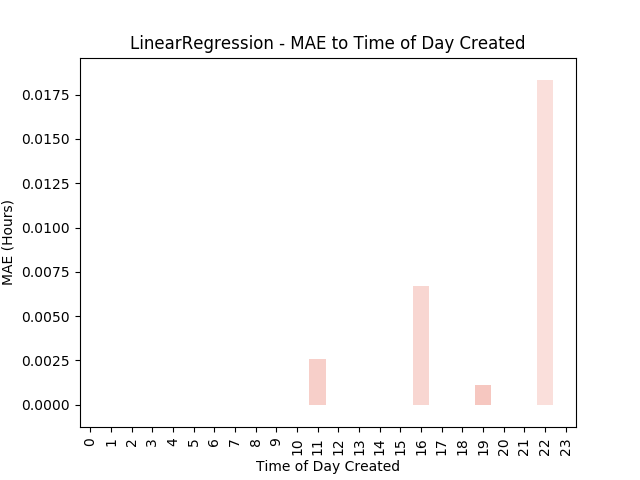 LinearRegression - MAE to Time of Day Created
MAE (Hours)
0.0175
0.0150
0.0125
0.0100
0.0075
0.0050
0.0025
0.0000
0 1 2 3 4 5 6 7 8 9 10 11 12 13 14 15 16 17 18 19 20 21 22 23
Time of Day Created